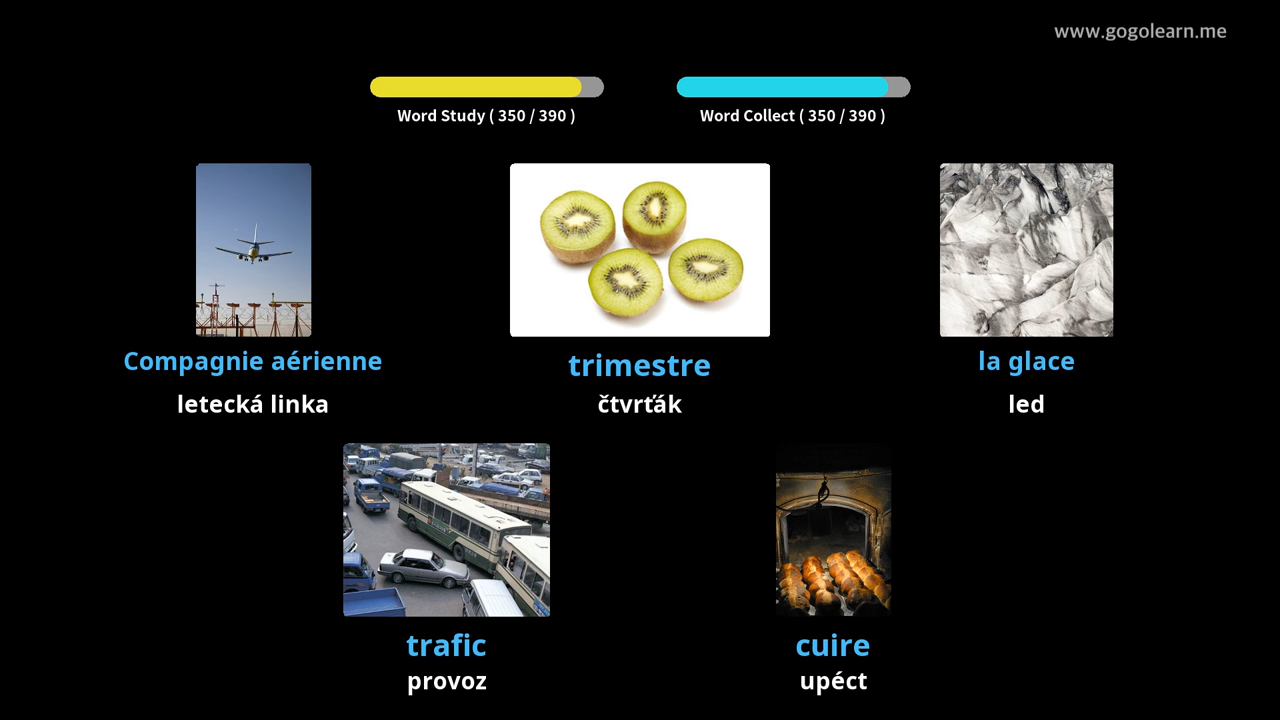 www.gogolearn.me
Word Study ( 350 / 390 )
Word Collect ( 350 / 390 )
Compagnie aérienne
letecká linka
trimestre
čtvrťák
la glace
led
trafic
provoz
cuire
upéct